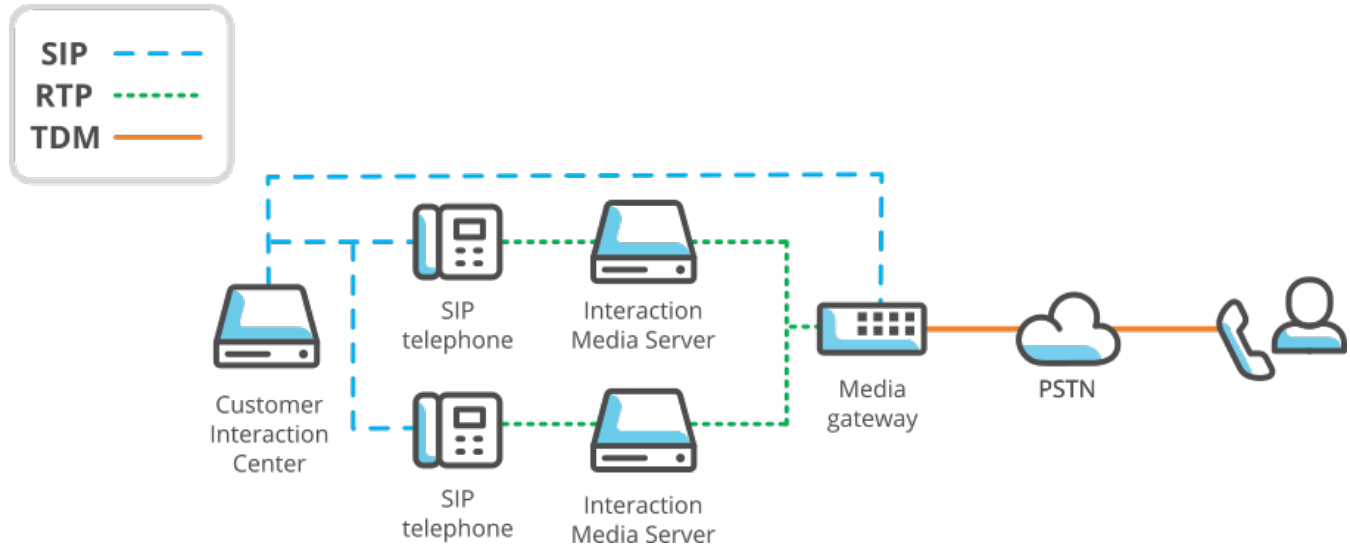 SIP
RTP
TDM
SIP
telephone
Interaction
Media Server
Customer
Interaction
Center
Media
gateway
PSTN
SIP
telephone
Interaction
Media Server